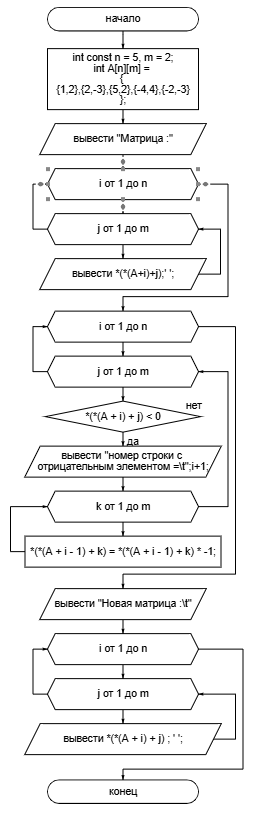 начало
int const n = 5, m = 2;
int A[n][m] =
{
{1,2},{2,-3},{5,2},{-4,4},{-2,-3}
};
вывести "Матрица :"
i от 1 до n
j от 1 до m
вывести *(*(A+i)+j);' ';
i от 1 до n
j от 1 до m
*(*(A + i) + j) < 0
нет
да
вывести "номер строки с
отрицательным элементом =\t";i+1;
k от 1 до m
*(*(A + i - 1) + k) = *(*(A + i - 1) + k) * -1;
вывести "Новая матрица :\t"
i от 1 до n
j от 1 до m
вывести *(*(A + i) + j) ; ' ';
конец